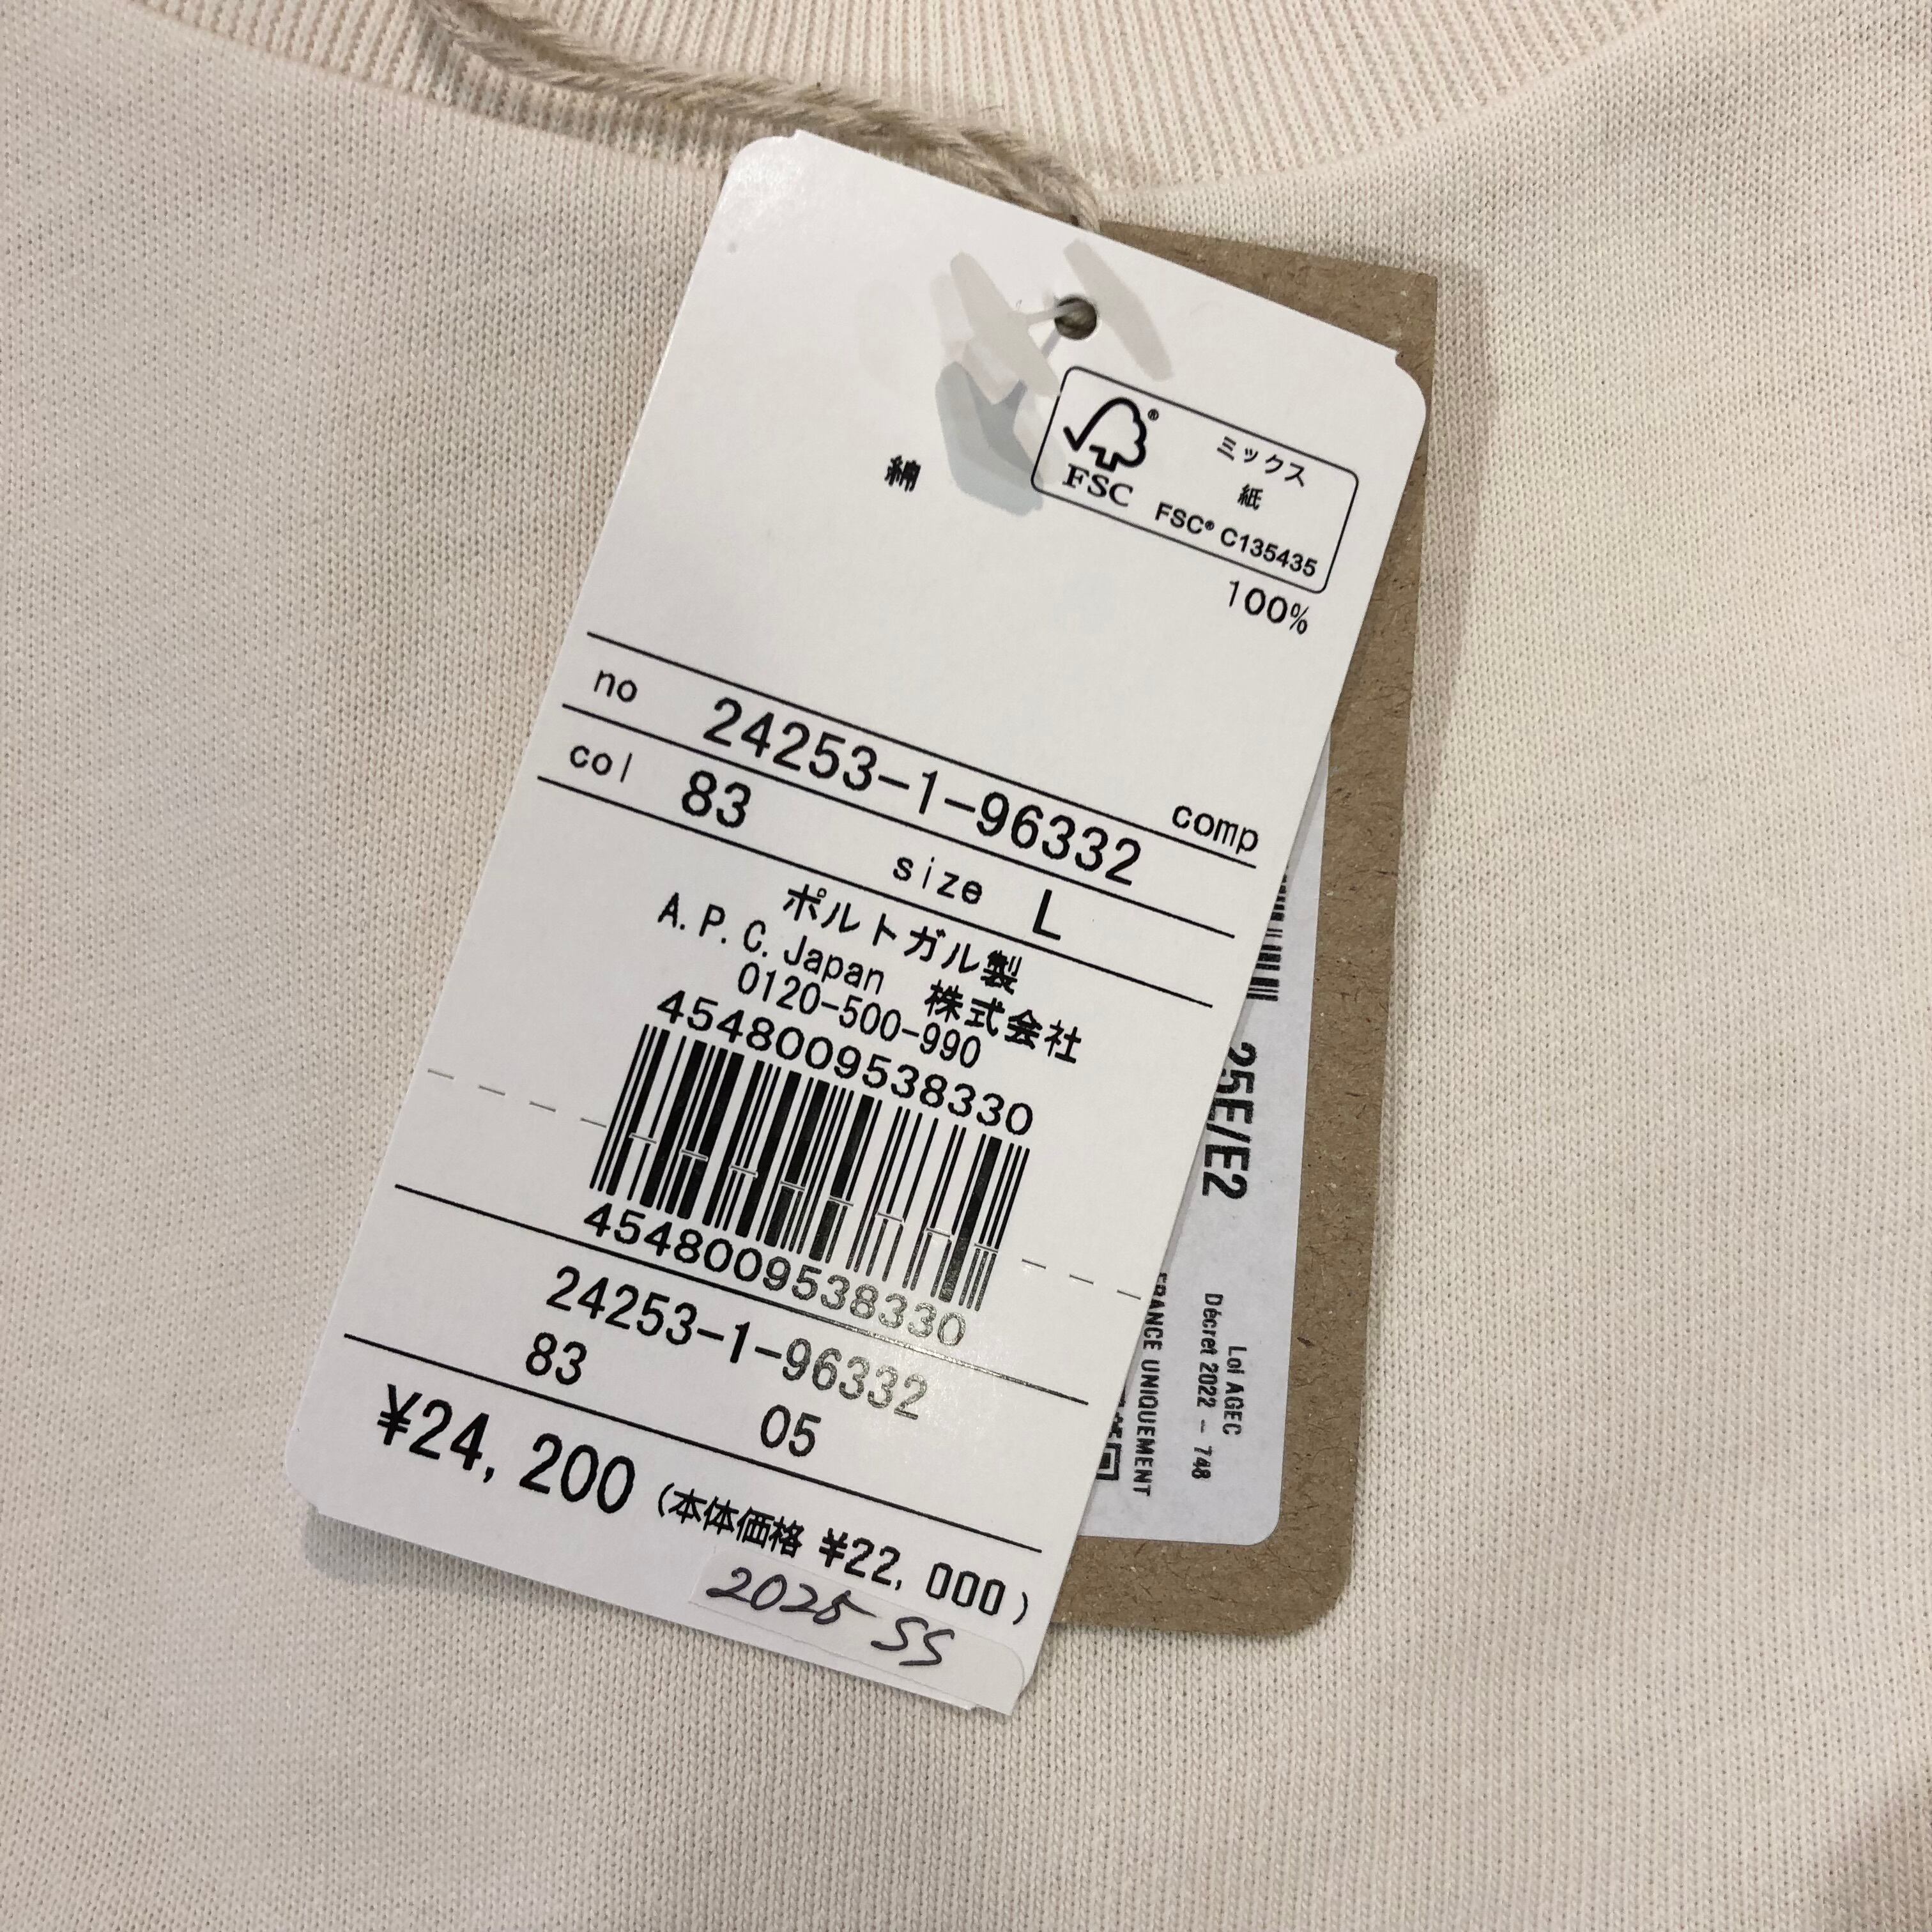 ミックス
紙
FSC® C135435
FSC
綿 100%
comp
no 24253-1-96332
col 83 size L
ポルトガル製
A.P.C.Japan 株式会社
0120-500-990
4548009538330
4548009538330
24253-1-96332
83 05
¥24,200 (本体価格 ¥22,000)
2025 SS
25E/E2
Loi AGEC
Décret 2022 - 748
FRANCE UNIQUEMENT